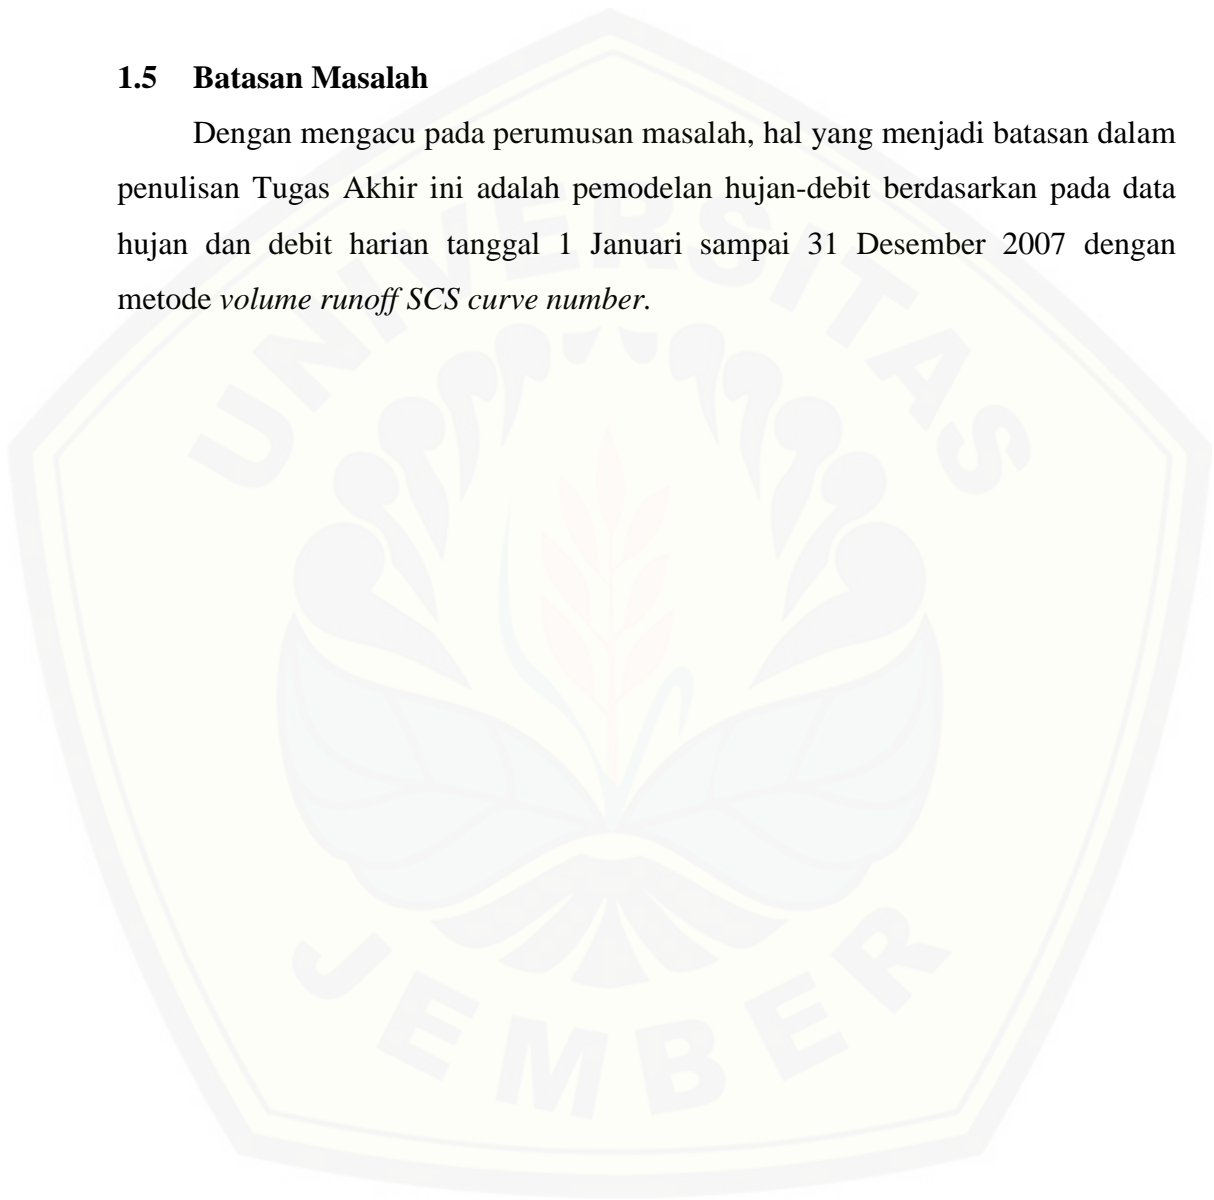 1.5 Batasan Masalah
Dengan mengacu pada perumusan masalah, hal yang menjadi batasan dalam
penulisan Tugas Akhir ini adalah pemodelan hujan-debit berdasarkan pada data
hujan dan debit harian tanggal 1 Januari sampai 31 Desember 2007 dengan
metode volume runoff SCS curve number.
UNIVERSITAS
JEMBER